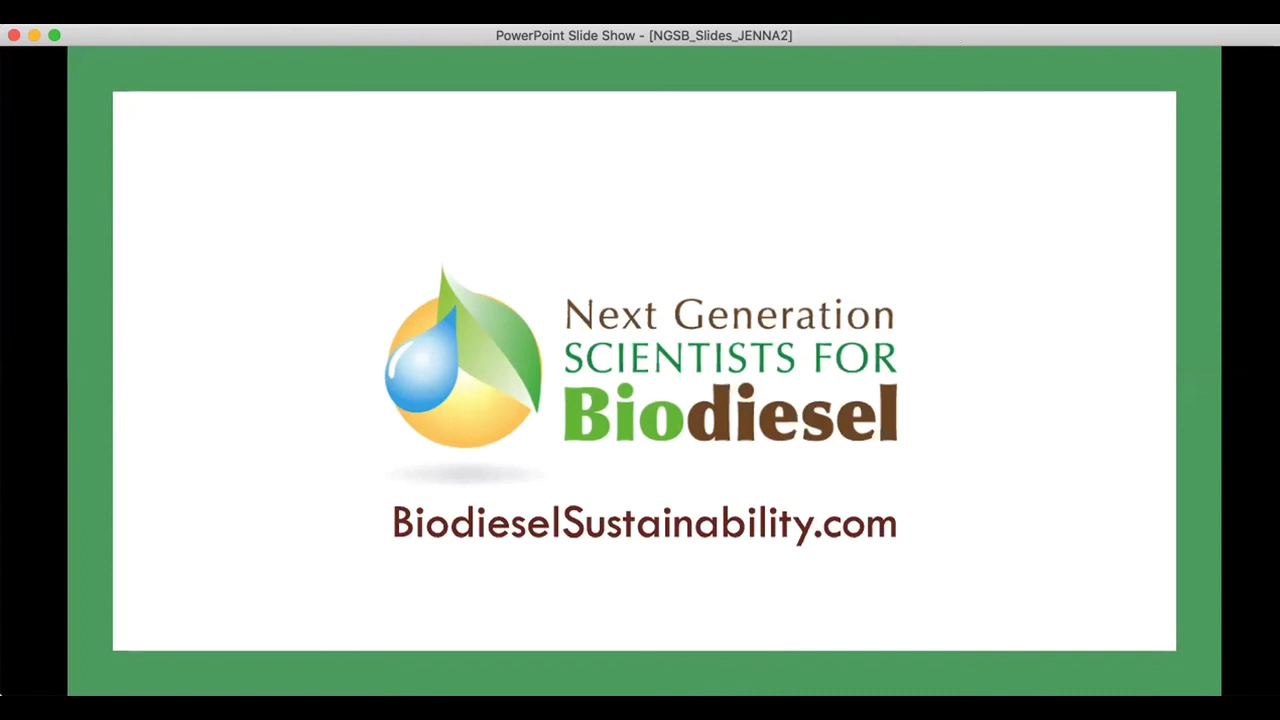 PowerPoint Slide Show - [NGSB_Slides_JENNA2]
Next Generation
SCIENTISTS FOR
Biodiesel
BiodieselSustainability.com